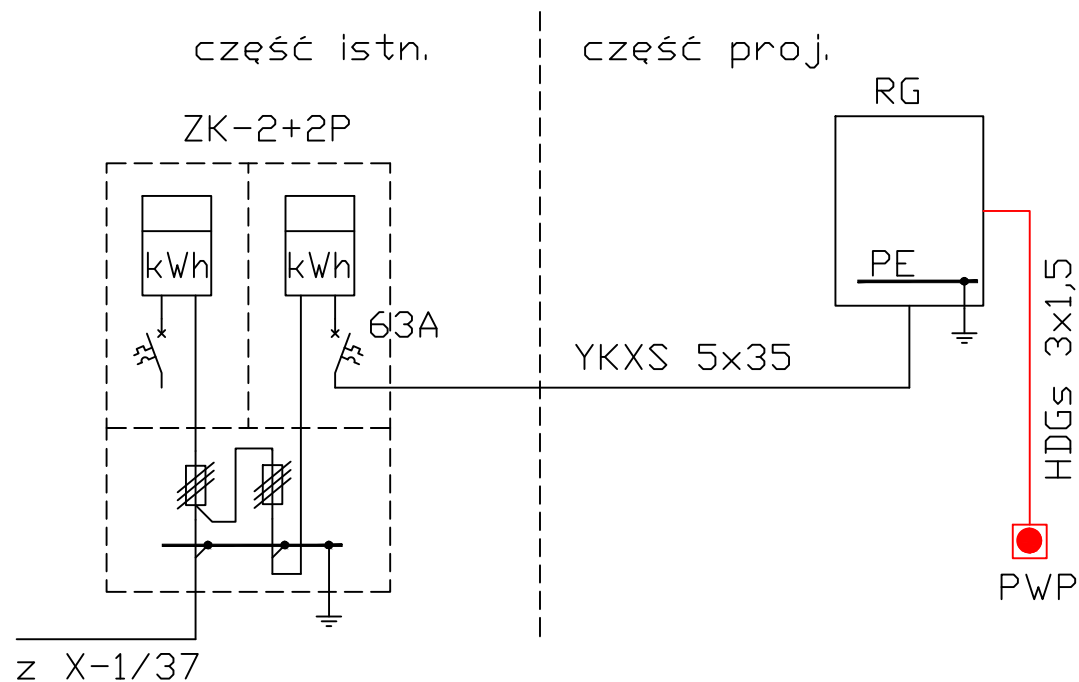 część istn.
część proj.
RG
ZK-2+2P
kWh
kWh
PE
63A
YKXS 5x35
HDGs 3x1,5
PWP
z X-1/37